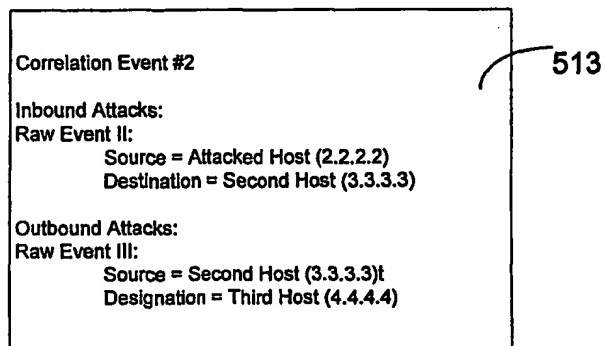 Correlation Event #2
513
Inbound Attacks:
Raw Event II:
Source = Attacked Host (2.2.2.2)
Destination = Second Host (3.3.3.3)
Outbound Attacks:
Raw Event III:
Source = Second Host (3.3.3.3)t
Designation = Third Host (4.4.4.4)